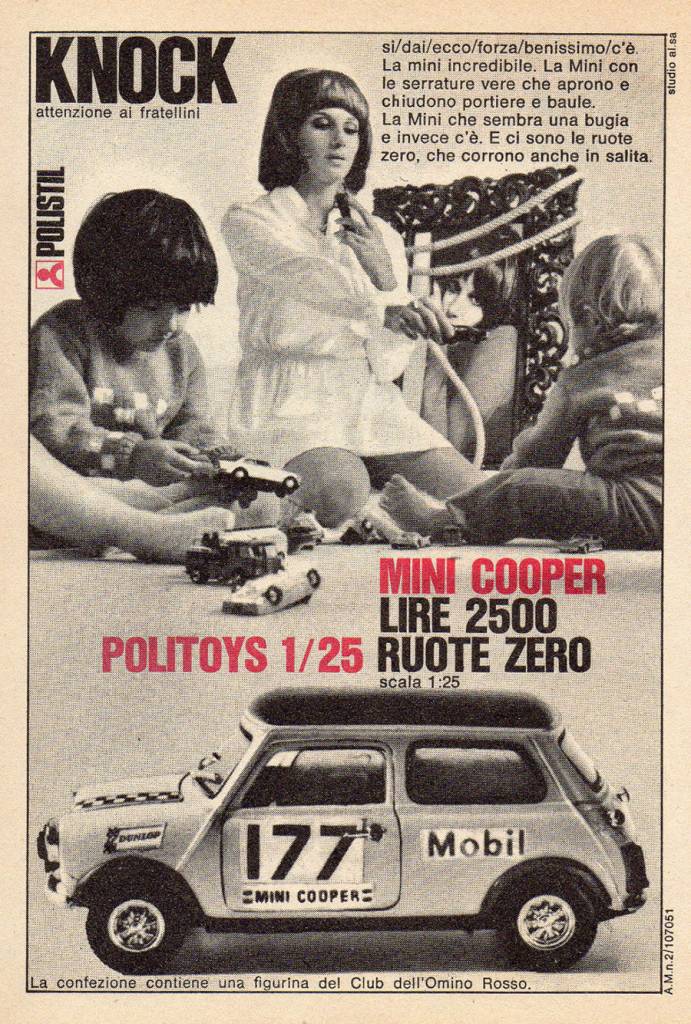 KNOCK
attenzione ai fratellini
POLISTIL
si/dai/ecco/forza/benissimo/c'è.
La mini incredibile. La Mini con
le serrature vere che aprono e
chiudono portiere e baule.
La Mini che sembra una bugia
e invece c'è. E ci sono le ruote
zero, che corrono anche in salita.
studio ai.sa
MINI COOPER
LIRE 2500
POLITOYS 1/25 RUOTE ZERO
scala 1:25
DUNLOP
177
MINI COOPER
Mobil
La confezione contiene una figurina del Club dell'Omino Rosso.
A.M.n.2/107051